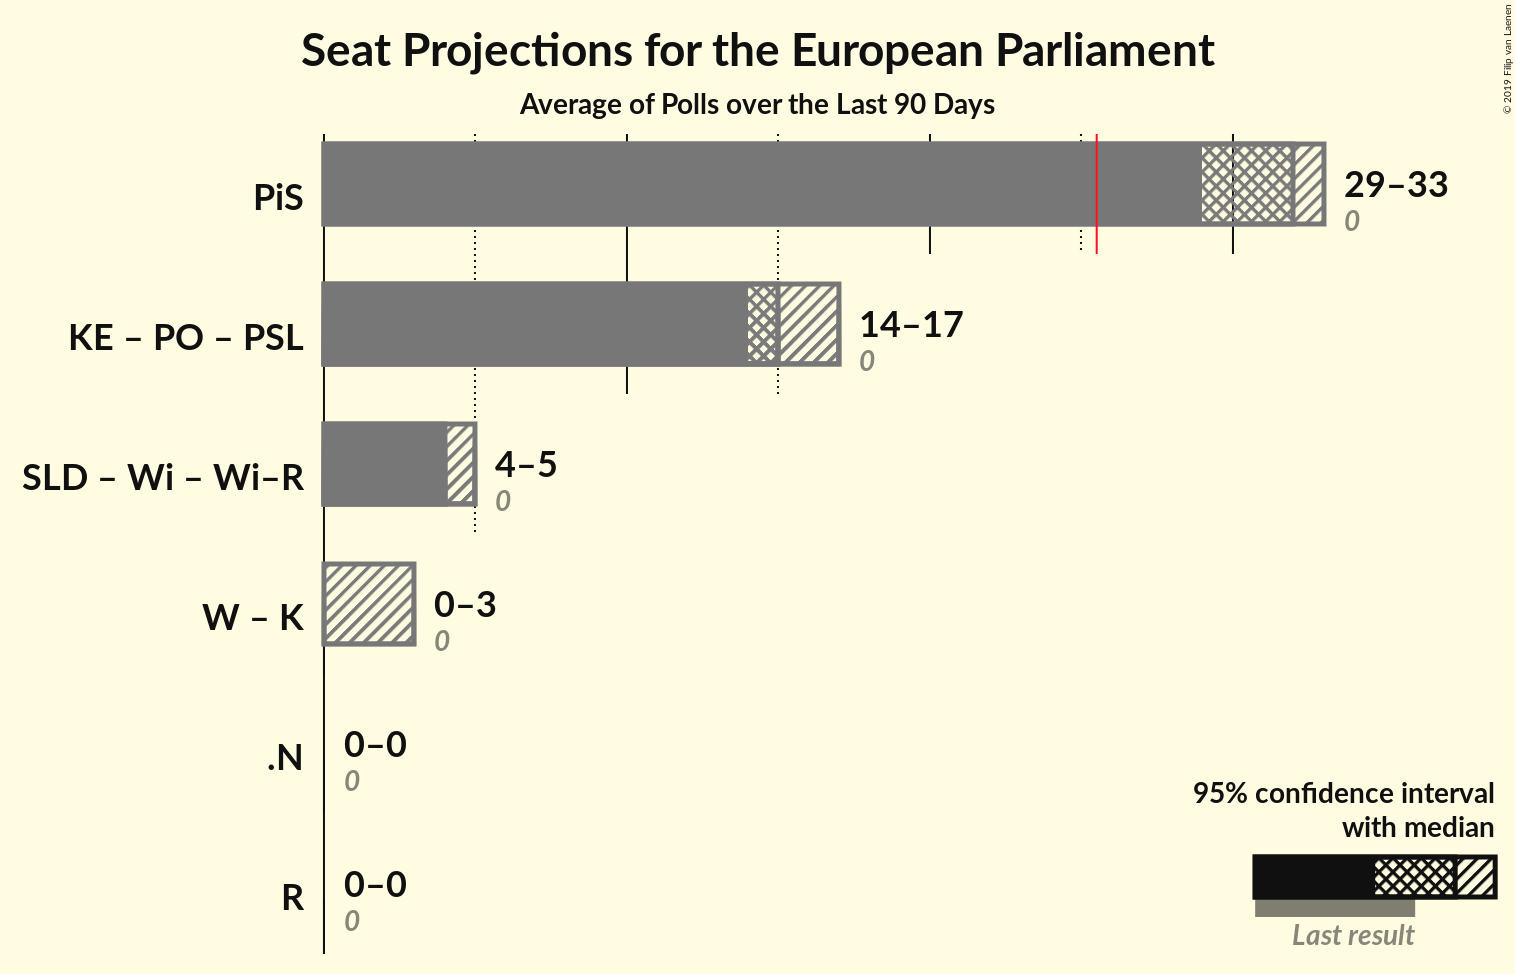 Seat Projections for the European Parliament
Average of Polls over the Last 90 Days
© 2019 Filip van Laenen
PiS
29–33
0
KE – PO – PSL
14–17
0
SLD – Wi – Wi–R
4–5
0
W – K
0–3
0
.N
0–0
0
R
0–0
0
95% confidence interval
with median
Last result